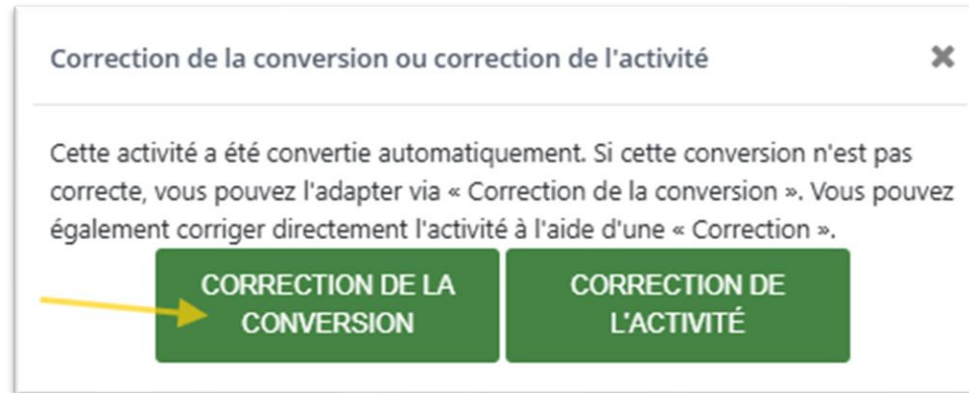 Correction de la conversion ou correction de l'activité
Cette activité a été convertie automatiquement. Si cette conversion n'est pas
correcte, vous pouvez l'adapter via « Correction de la conversion ». Vous pouvez
également corriger directement l'activité à l'aide d'une « Correction ».
CORRECTION DE LA
CONVERSION
CORRECTION DE
L'ACTIVITÉ